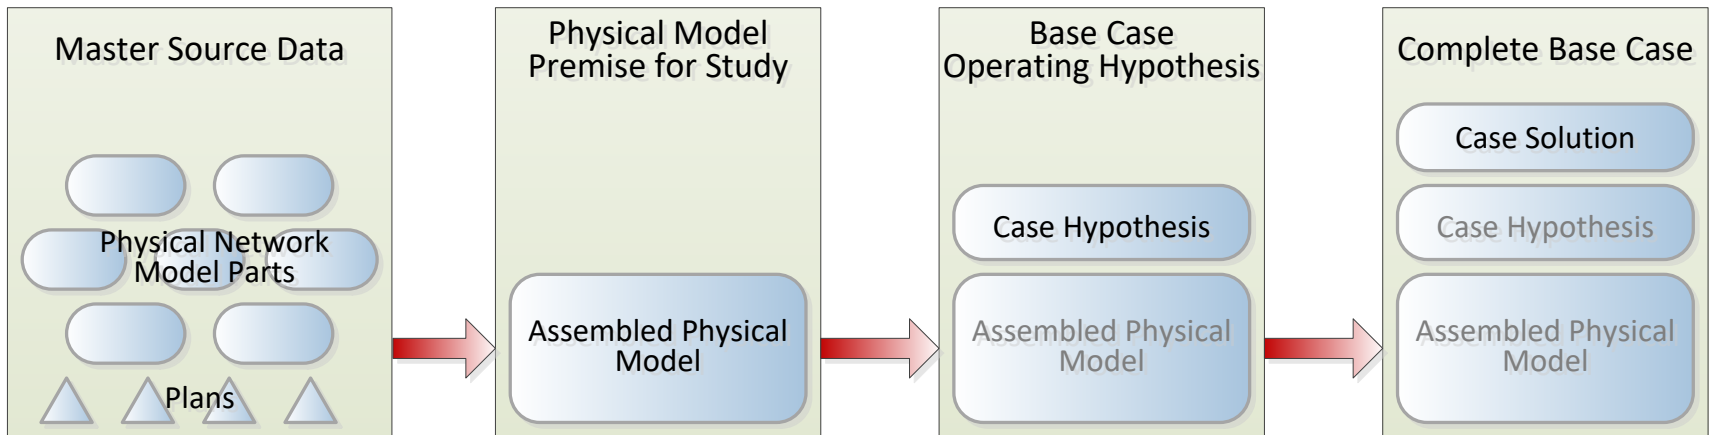 Master Source Data
Physical Network
Model Parts
Plans
Physical Model
Premise for Study
Assembled Physical
Model
Base Case
Operating Hypothesis
Case Hypothesis
Assembled Physical
Model
Complete Base Case
Case Solution
Case Hypothesis
Assembled Physical
Model